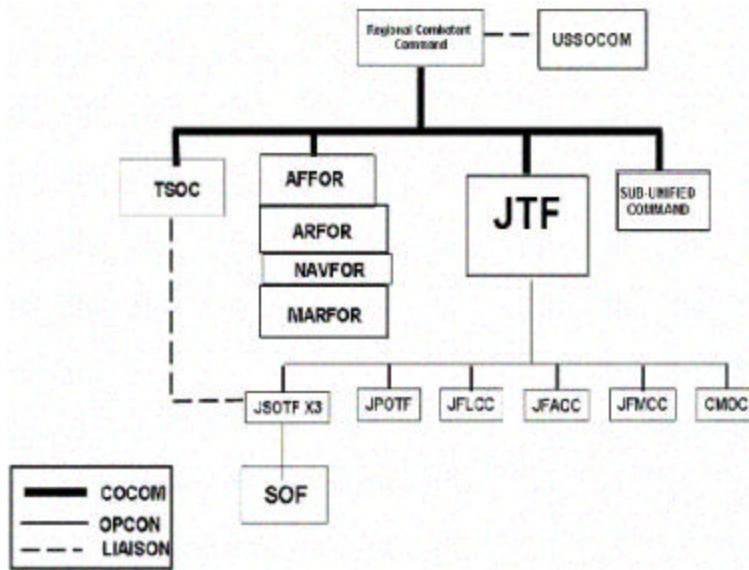 Regional Combatant
Command
USSOCOM
TSOC
AFFOR
ARFOR
NAVFOR
MARFOR
JTF
SUB-UNIFIED
COMMAND
JSOTF X3
JPOTF
JFLCC
JFACC
JFMCC
CMOC
SOF
COCOM
OPCON
LIAISON